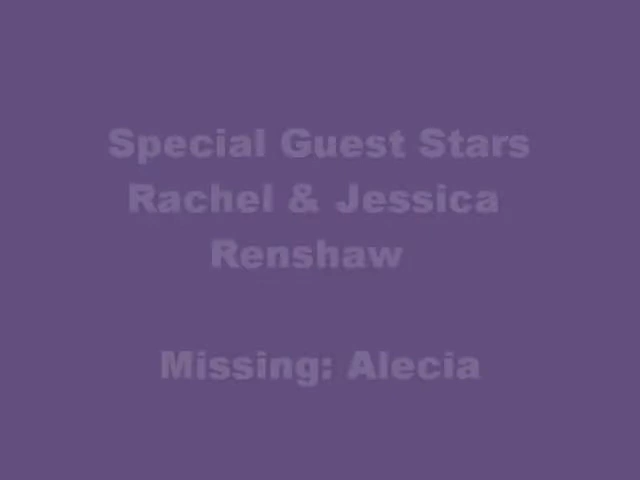 Special Guest Stars
Rachel & Jessica
Renshaw
Missing: Alecia